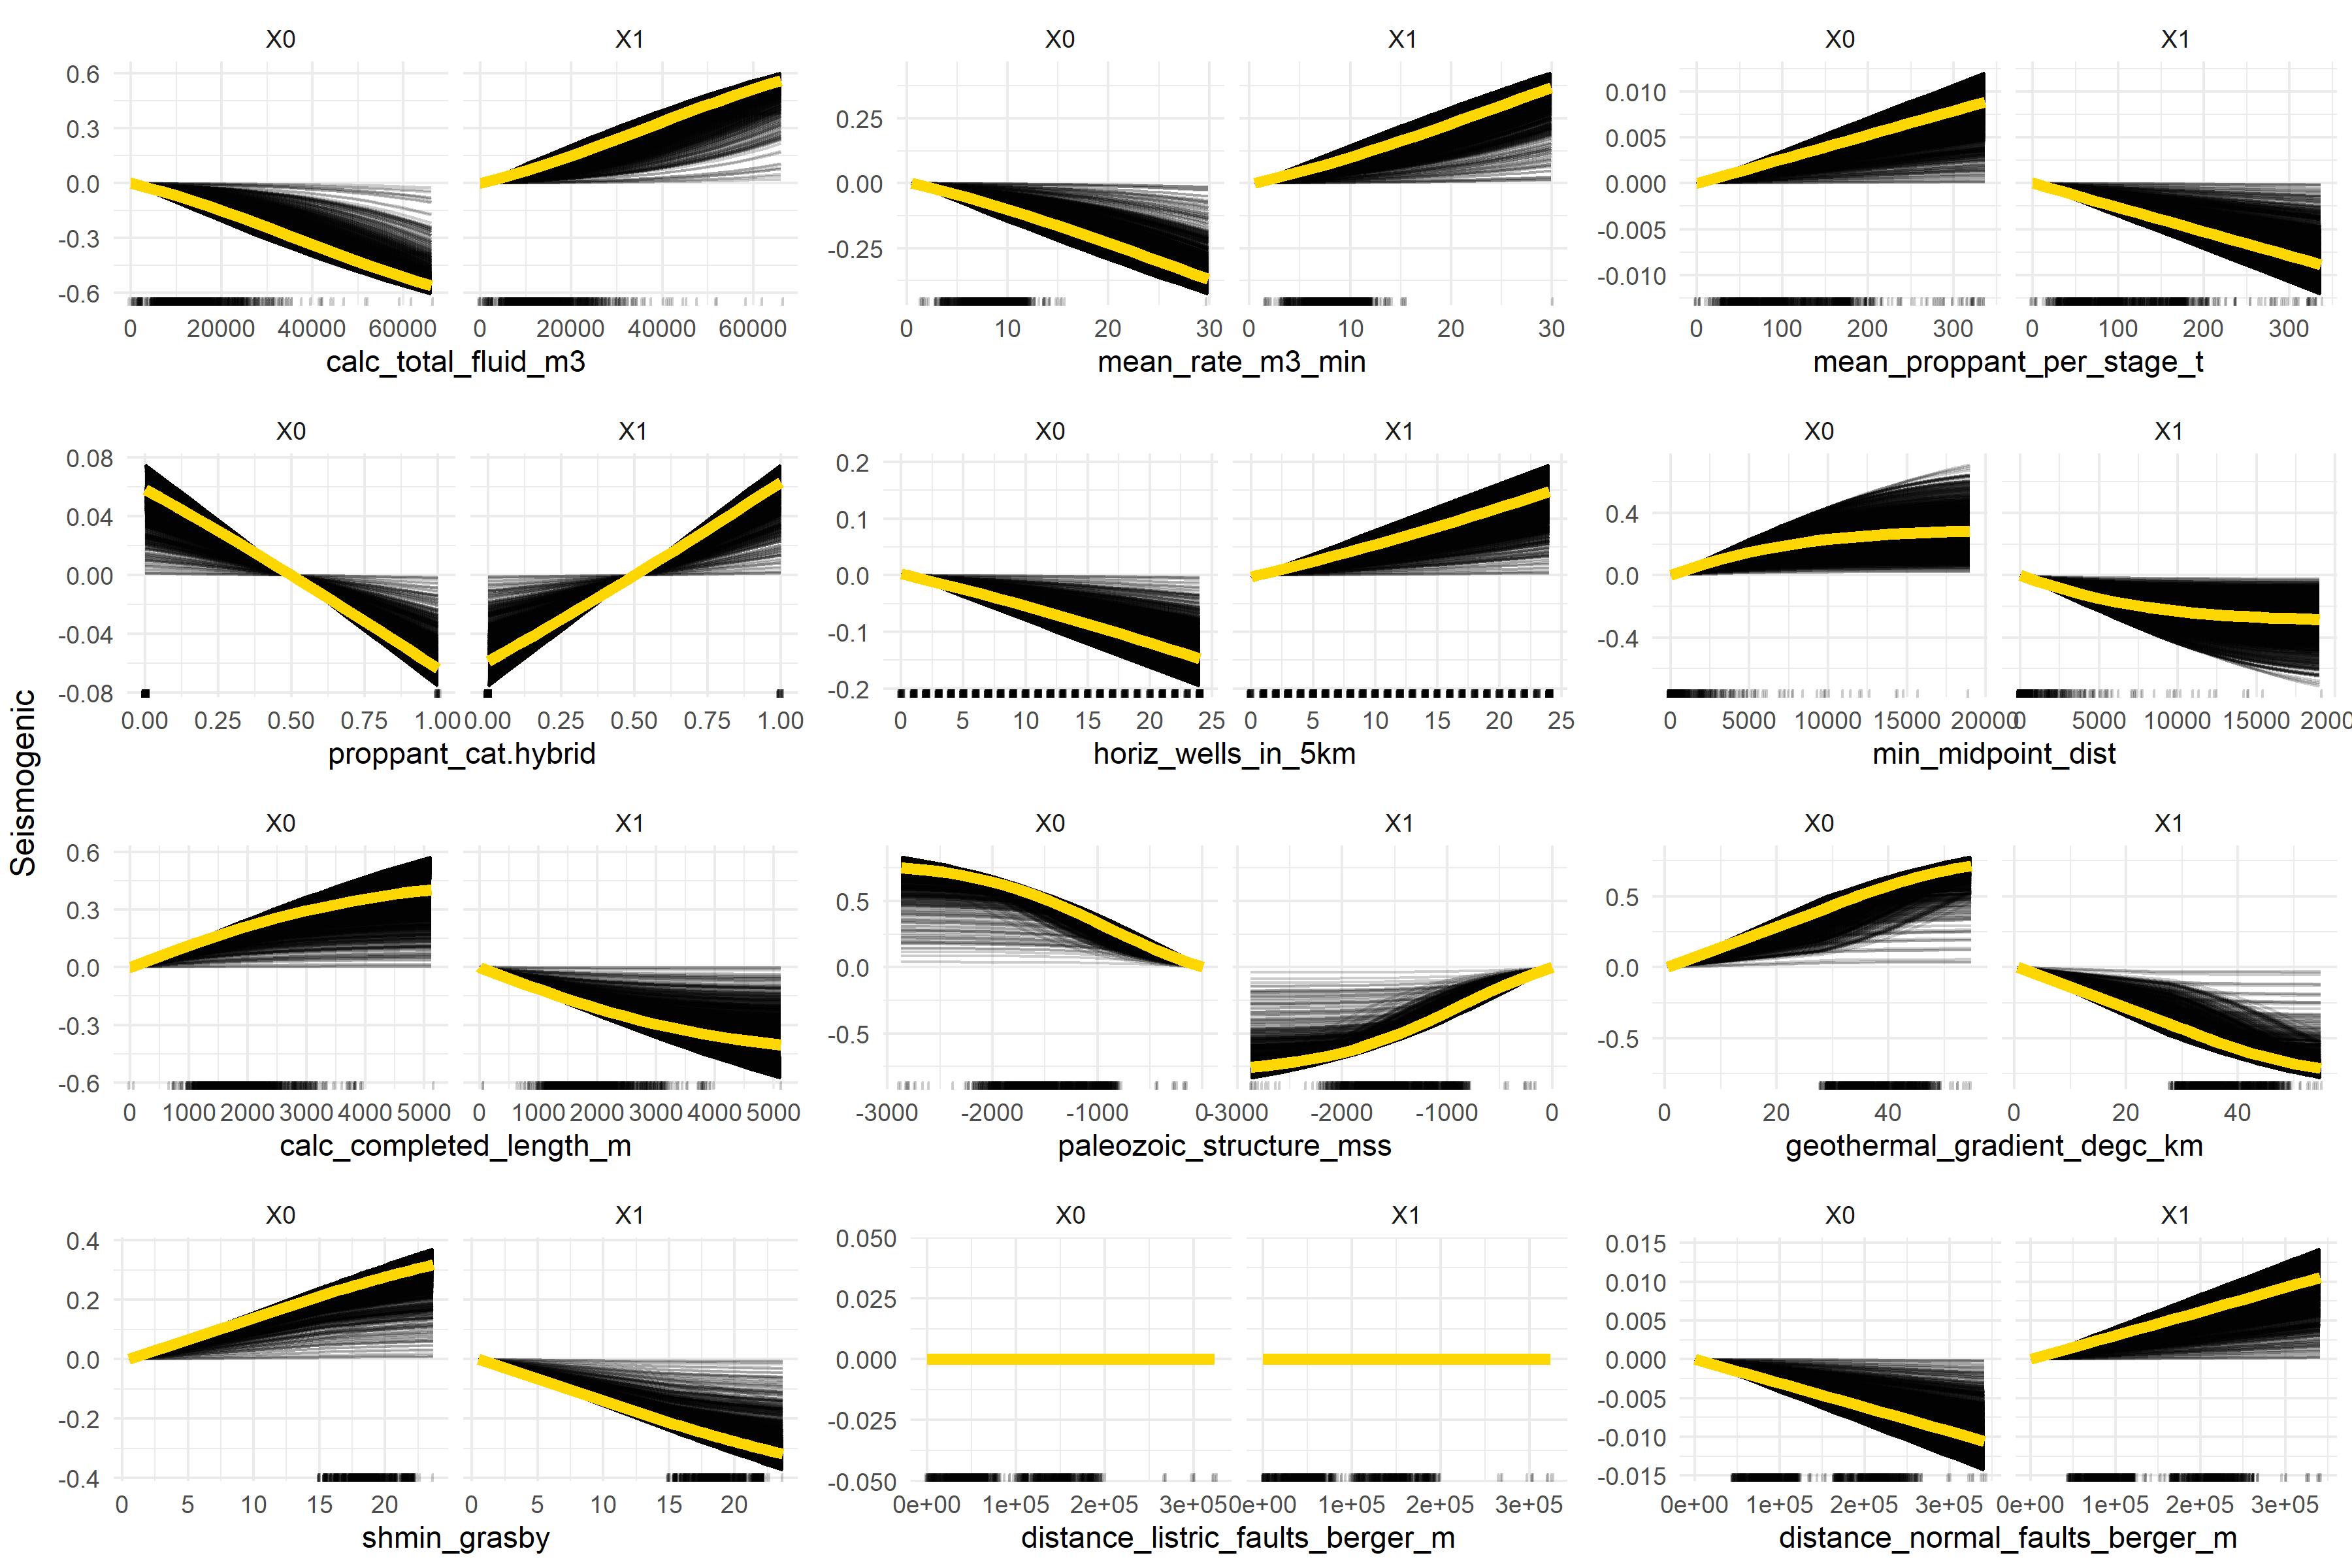 X0 X1 X0 X1 X0 X1
0.6 0.3 0.0 -0.3 -0.6
0.25 0.00 -0.25
0.010 0.005 0.000 -0.005 -0.010
0 20000 40000 60000 0 20000 40000 60000 0 10 20 30 0 10 20 30 0 100 200 300 0 100 200 300
calc_total_fluid_m3 mean_rate_m3_min mean_proppant_per_stage_t
X0 X1 X0 X1 X0 X1
0.08 0.04 0.00 -0.04 -0.08
0.2 0.1 0.0 -0.1 -0.2
0.4 0.0 -0.4
0.00 0.25 0.50 0.75 1.00 0.00 0.25 0.50 0.75 1.00 0 5 10 15 20 25 0 5 10 15 20 25 0 5000 10000 15000 20000 0 5000 10000 15000 2000
proppant_cat.hybrid horiz_wells_in_5km min_midpoint_dist
Seismogenic
X0 X1 X0 X1 X0 X1
0.6 0.3 0.0 -0.3 -0.6
0.5 0.0 -0.5
0.5 0.0 -0.5
0 1000 2000 3000 4000 5000 0 1000 2000 3000 4000 5000 -3000 -2000 -1000 0 -3000 -2000 -1000 0 0 20 40 0 20 40
calc_completed_length_m paleozoic_structure_mss geothermal_gradient_degc_km
X0 X1 X0 X1 X0 X1
0.4 0.2 0.0 -0.2 -0.4
0.050 0.025 0.000 -0.025 -0.050
0.015 0.010 0.005 0.000 -0.005 -0.010 -0.015
0 5 10 15 20 0 5 10 15 20 0e+00 1e+05 2e+05 3e+05 0e+00 1e+05 2e+05 3e+05 0e+00 1e+05 2e+05 3e+05 0e+00 1e+05 2e+05 3e+05
shmin_grasby distance_listric_faults_berger_m distance_normal_faults_berger_m